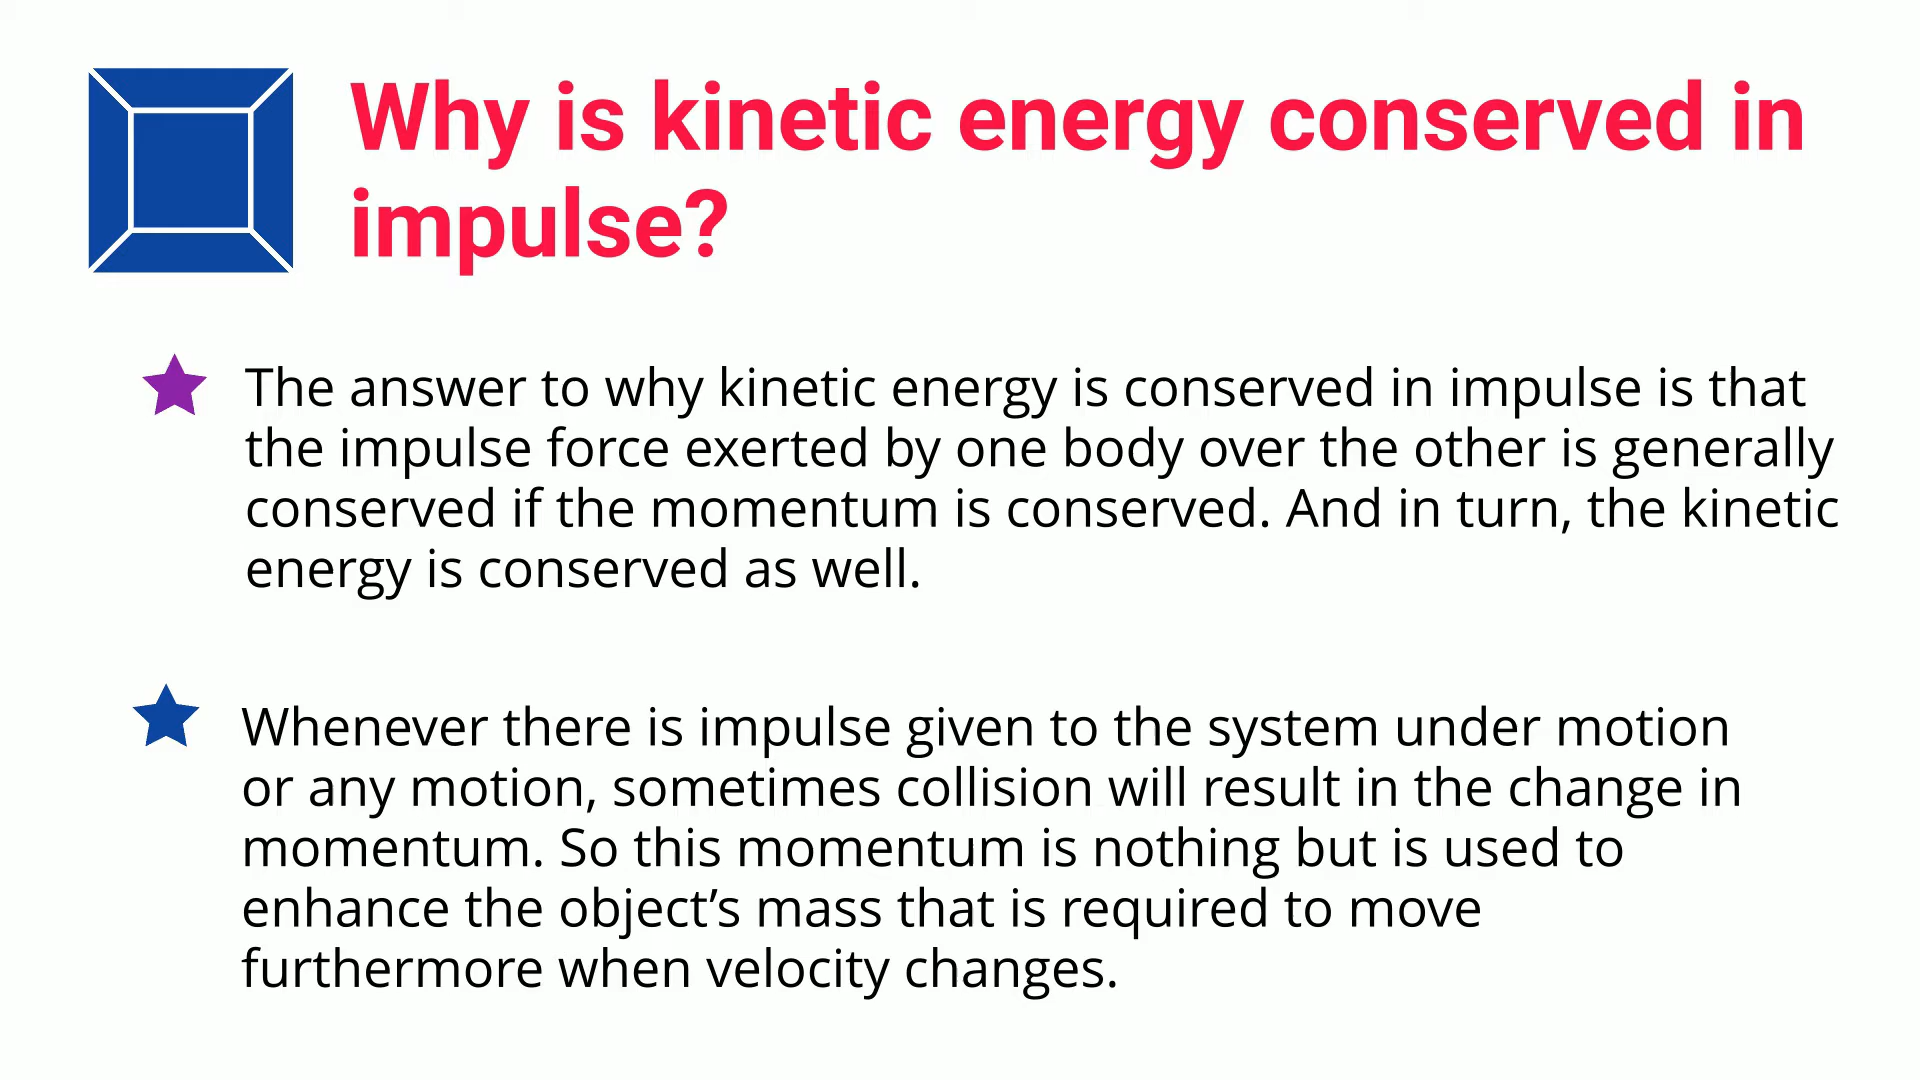 Why is kinetic energy conserved in
impulse?
The answer to why kinetic energy is conserved in impulse is that
the impulse force exerted by one body over the other is generally
conserved if the momentum is conserved. And in turn, the kinetic
energy is conserved as well.
Whenever there is impulse given to the system under motion
or any motion, sometimes collision will result in the change in
momentum. So this momentum is nothing but is used to
enhance the object’s mass that is required to move
furthermore when velocity changes.